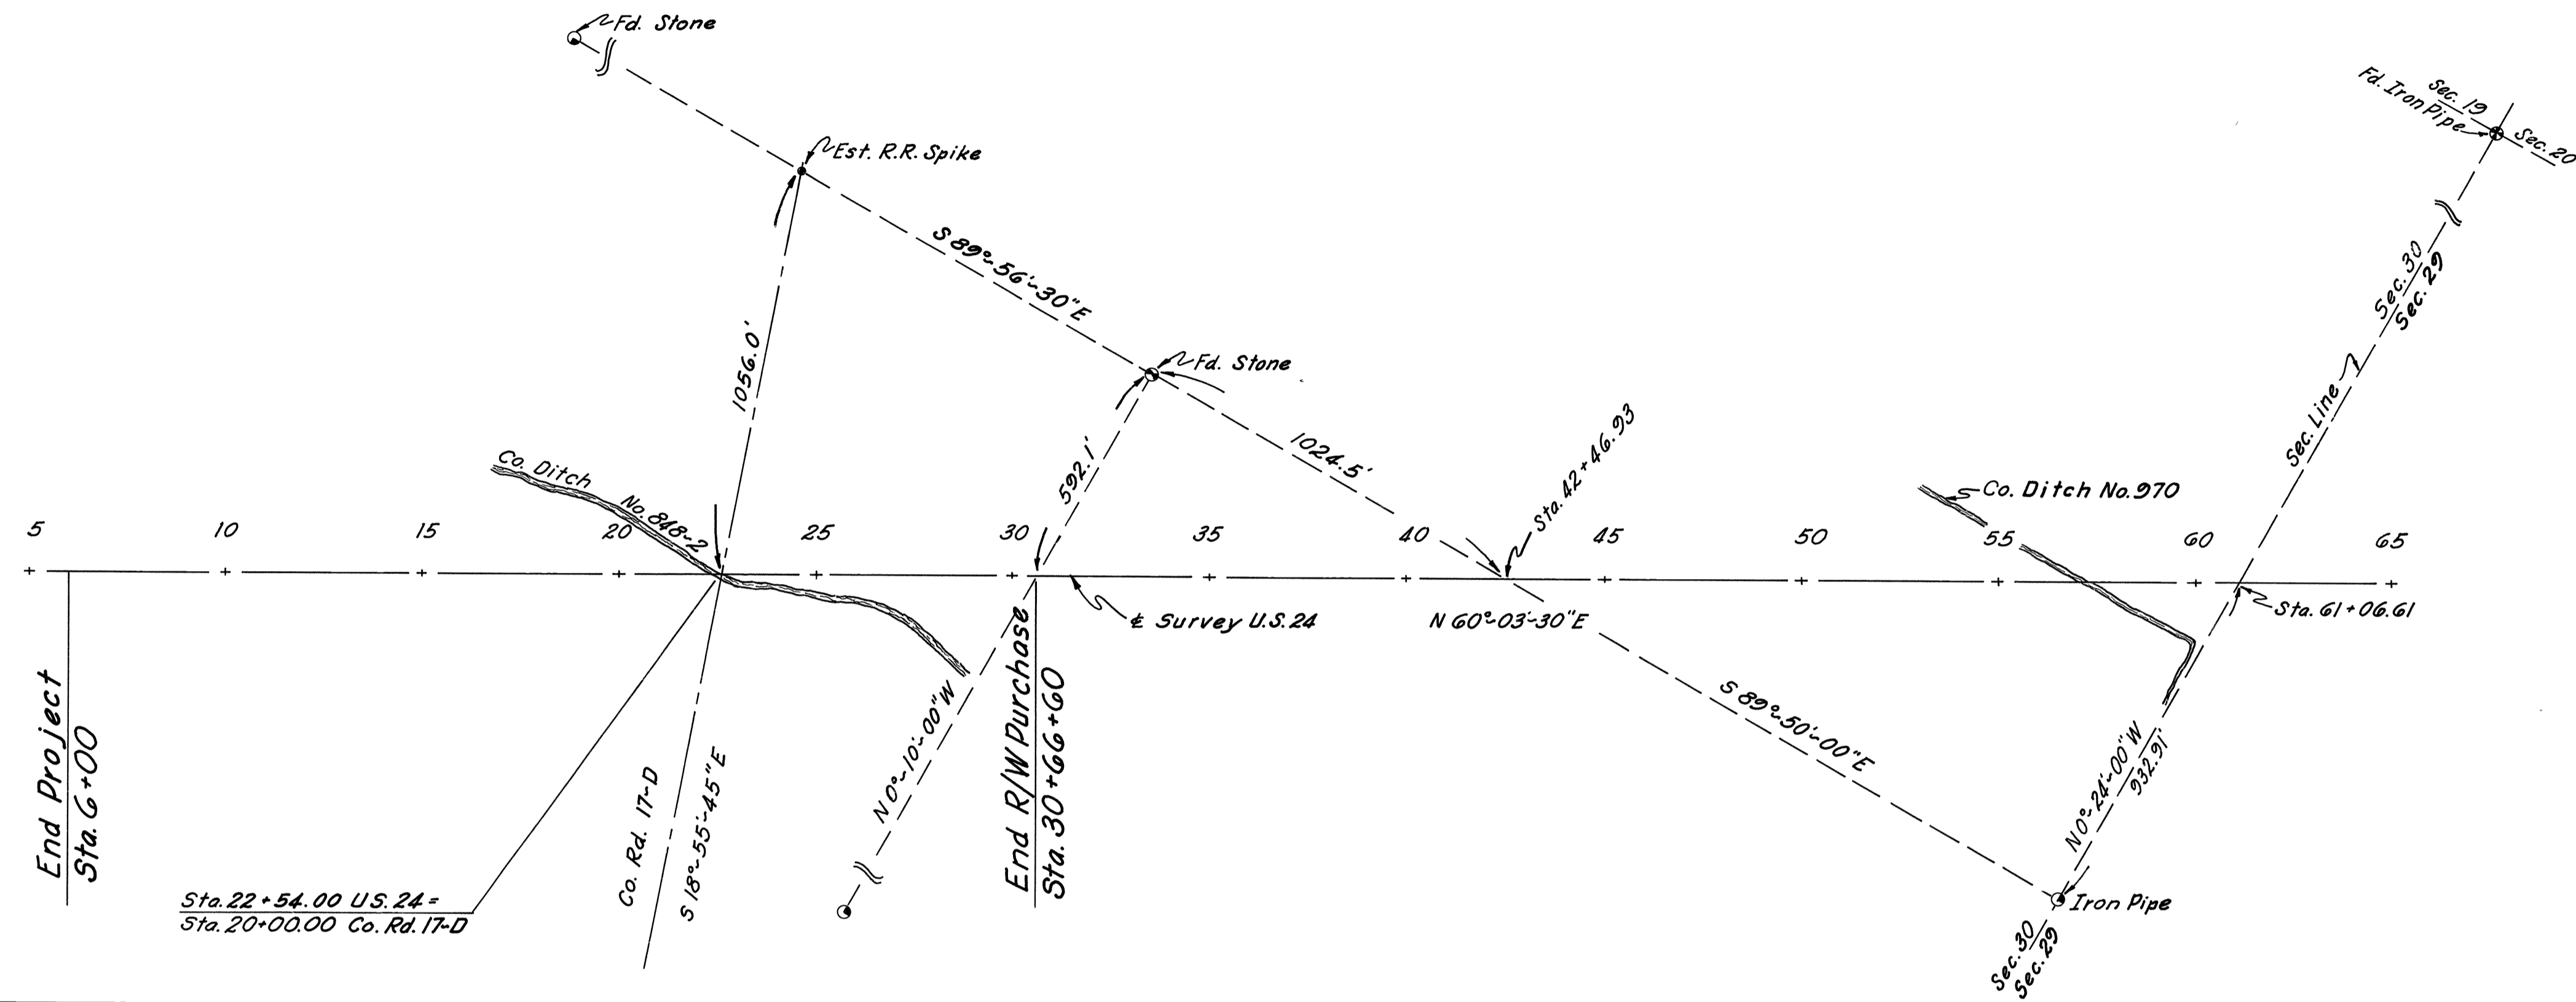 Fd. Stone
Fd. Iron Pipe
Sec. 19
Sec. 20
Est. R.R. Spike
S 89°-56'-30" E
Sec. 30
Sec. 29
1056.0'
Fd. Stone
592.1'
1024.5'
Sta. 42+46.93
Sec. Line
Co. Ditch No. 848-2
Co. Ditch No. 970
5 10 15 20 25 30 35 40 45 50 55 60 65
℄ Survey U.S. 24
N 60°-03'-30" E
Sta. 61+06.61
End Project
Sta. 6+00
Co. Rd. 17-D
S 18°-55'-45" E
N 0°-10'-00" W
End R/W Purchase
Sta. 30+66+60
S 89°-50'-00" E
N 0°-24'-00" W
932.91'
Sta. 22+54.00 U.S. 24 =
Sta. 20+00.00 Co. Rd. 17-D
Iron Pipe
Sec. 30
Sec. 29